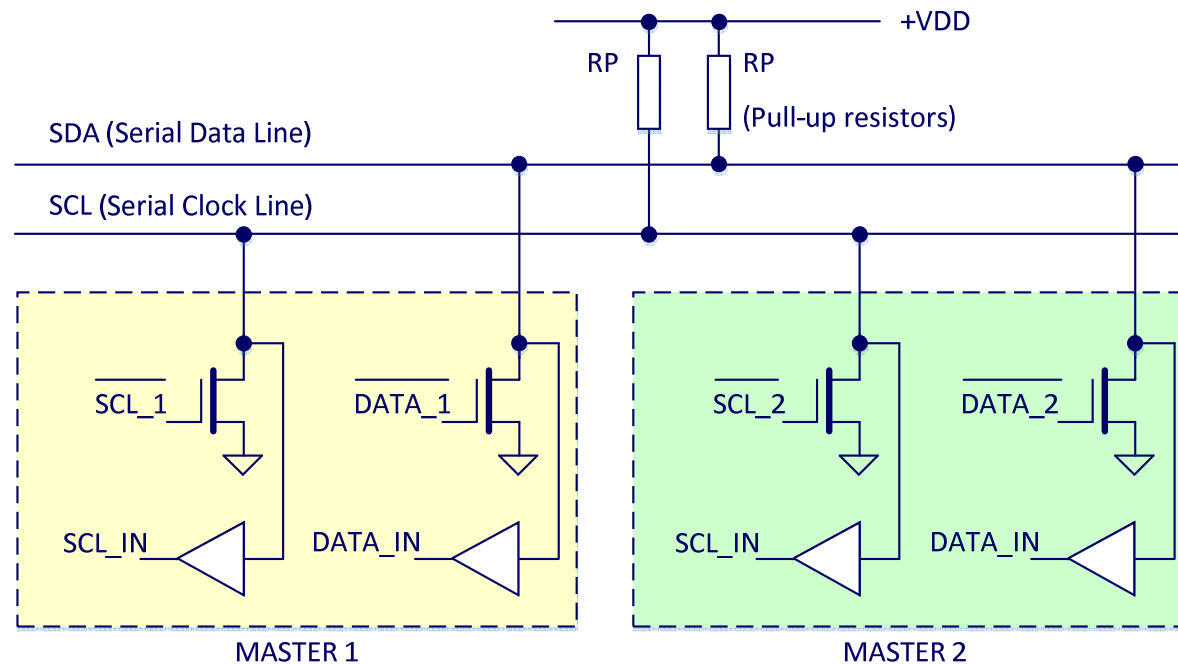 +VDD
RP
RP
(Pull-up resistors)
SDA (Serial Data Line)
SCL (Serial Clock Line)
SCL_1
DATA_1
SCL_2
DATA_2
SCL_IN
DATA_IN
SCL_IN
DATA_IN
MASTER 1
MASTER 2